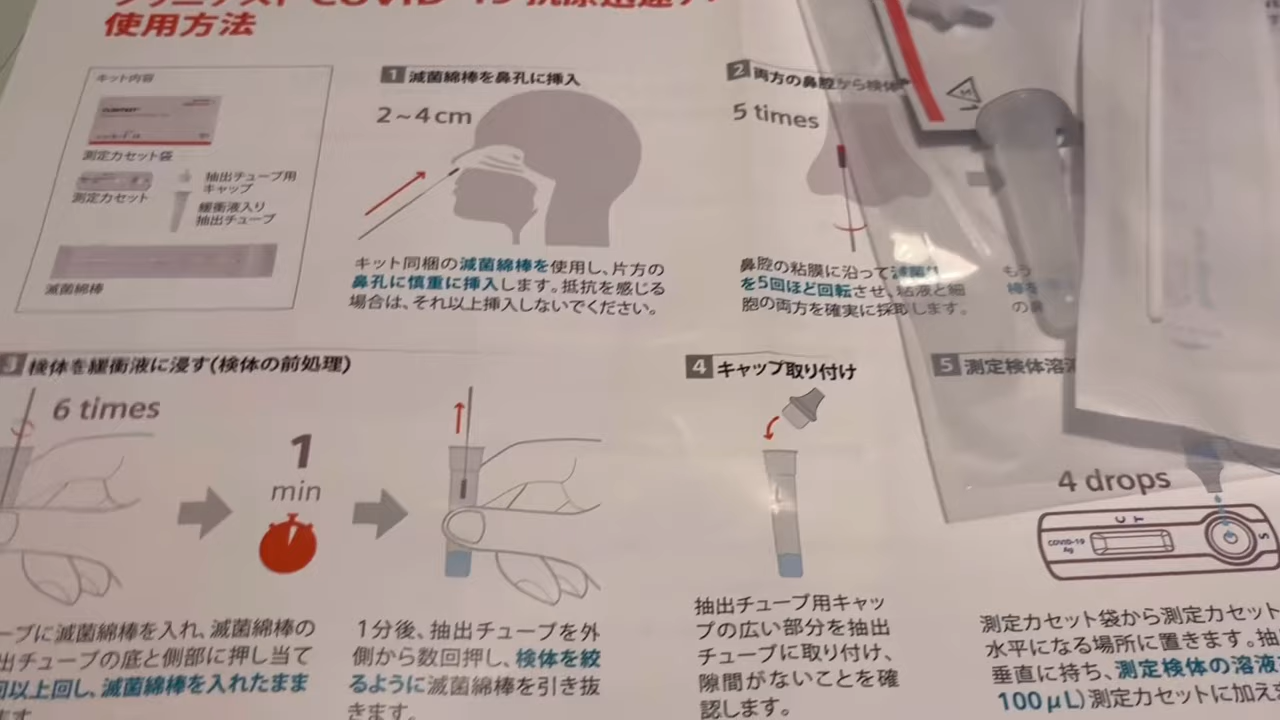 使用方法
キット内容
測定カセット袋
測定カセット
抽出チューブ用
キャップ
緩衝液入り
抽出チューブ
滅菌綿棒
1 滅菌綿棒を鼻孔に挿入
2~4cm
キット同梱の滅菌綿棒を使用し、片方の
鼻孔に慎重に挿入します。抵抗を感じる
場合は、それ以上挿入しないでください。
2 両方の鼻腔から検体
5 times
鼻腔の粘膜に沿って
を5回ほど回転させ、粘液と細
胞の両方を確実に採取します。
もう
の鼻
3 検体を緩衝液に浸す(検体の前処理)
6 times
1
min
ーブに滅菌綿棒を入れ、滅菌綿棒の
出チューブの底と側部に押し当て
回以上回し、滅菌綿棒を入れたまま
ます。
1分後、抽出チューブを外
側から数回押し、検体を絞
るように滅菌綿棒を引き抜
きます。
4 キャップ取り付け
抽出チューブ用キャッ
プの広い部分を抽出
チューブに取り付け、
隙間がないことを確
認します。
5 測定検体溶
4 drops
COVID-19
Ag
C T
S
測定カセット袋から測定カセット
水平になる場所に置きます。抽
垂直に持ち、測定検体の溶液
100μL)測定カセットに加え